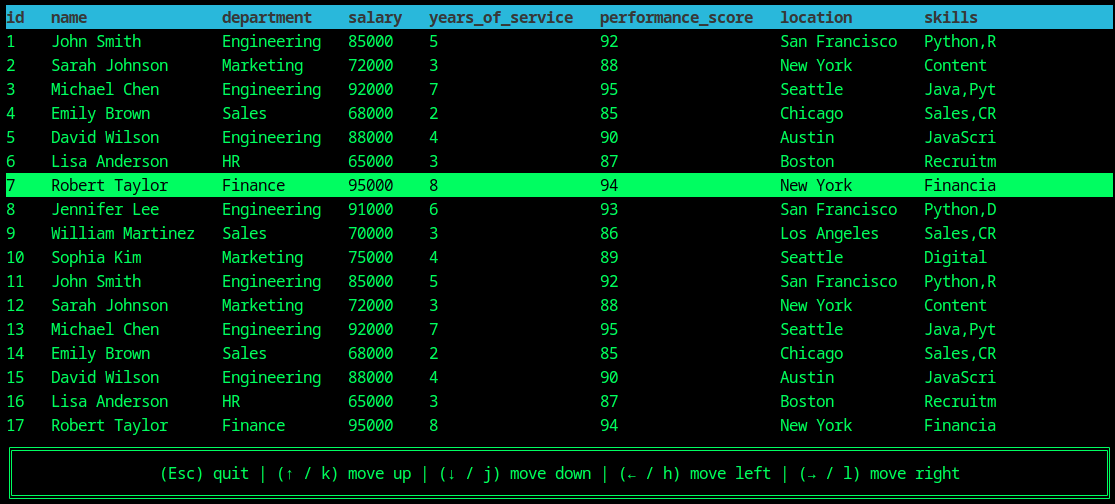 id name department salary years_of_service performance_score location skills
1 John Smith Engineering 85000 5 92 San Francisco Python,R
2 Sarah Johnson Marketing 72000 3 88 New York Content
3 Michael Chen Engineering 92000 7 95 Seattle Java,Pyt
4 Emily Brown Sales 68000 2 85 Chicago Sales,CR
5 David Wilson Engineering 88000 4 90 Austin JavaScri
6 Lisa Anderson HR 65000 3 87 Boston Recruitm
7 Robert Taylor Finance 95000 8 94 New York Financia
8 Jennifer Lee Engineering 91000 6 93 San Francisco Python,D
9 William Martinez Sales 70000 3 86 Los Angeles Sales,CR
10 Sophia Kim Marketing 75000 4 89 Seattle Digital
11 John Smith Engineering 85000 5 92 San Francisco Python,R
12 Sarah Johnson Marketing 72000 3 88 New York Content
13 Michael Chen Engineering 92000 7 95 Seattle Java,Pyt
14 Emily Brown Sales 68000 2 85 Chicago Sales,CR
15 David Wilson Engineering 88000 4 90 Austin JavaScri
16 Lisa Anderson HR 65000 3 87 Boston Recruitm
17 Robert Taylor Finance 95000 8 94 New York Financia
(Esc) quit | (↑ / k) move up | (↓ / j) move down | (← / h) move left | (→ / l) move right